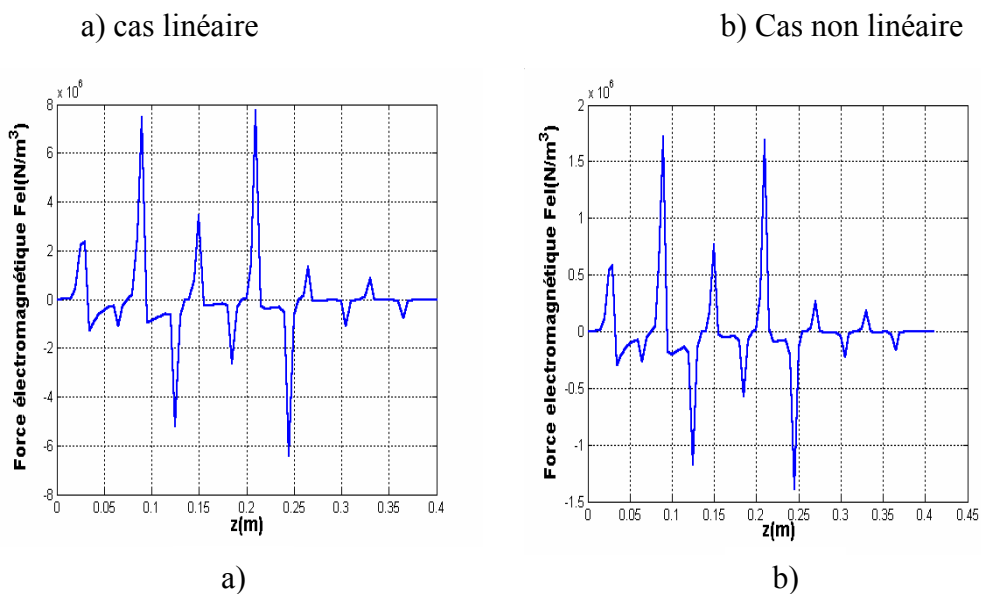 a) cas linéaire
b) Cas non linéaire
x 10⁶
8
6
4
2
0
-2
-4
-6
-8
Force électromagnétique Fel(N/m³)
0 0.05 0.1 0.15 0.2 0.25 0.3 0.35 0.4
z(m)
a)
x 10⁶
2
1.5
1
0.5
0
-0.5
-1
-1.5
Force electromagnétique Fel(N/m³)
0 0.05 0.1 0.15 0.2 0.25 0.3 0.35 0.4 0.45
z(m)
b)